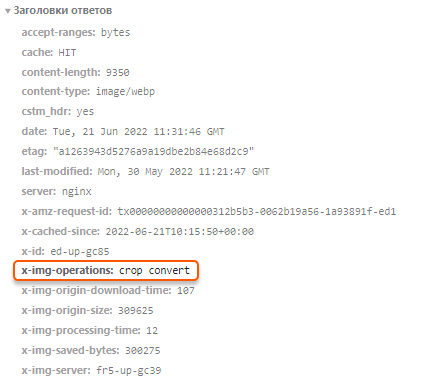 Заголовки ответов
accept-ranges: bytes
cache: HIT
content-length: 9350
content-type: image/webp
cstm_hdr: yes
date: Tue, 21 Jun 2022 11:31:46 GMT
etag: "a1263943d5276a9a19dbe2b84e68d2c9"
last-modified: Mon, 30 May 2022 11:21:47 GMT
server: nginx
x-amz-request-id: tx00000000000000312b5b3-0062b19a56-1a93891f-ed1
x-cached-since: 2022-06-21T10:15:50+00:00
x-id: ed-up-gc85
x-img-operations: crop convert
x-img-origin-download-time: 107
x-img-origin-size: 309625
x-img-processing-time: 12
x-img-saved-bytes: 300275
x-img-server: fr5-up-gc39